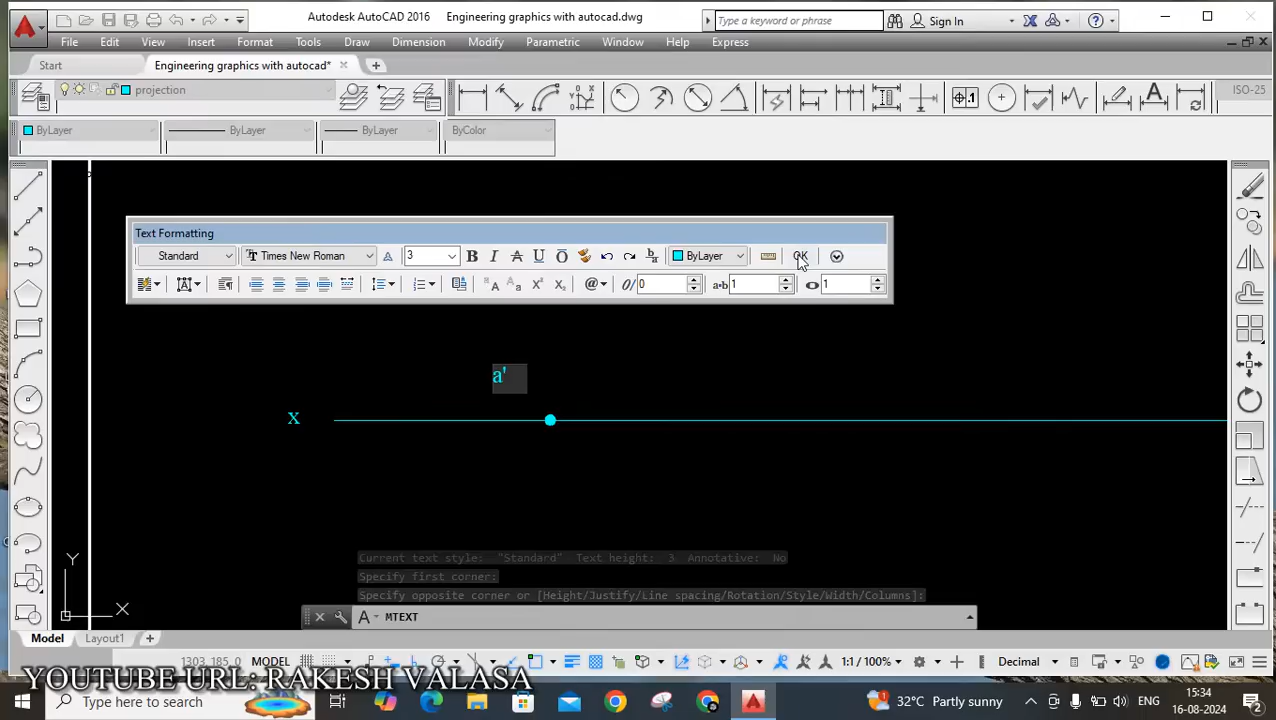 Autodesk AutoCAD 2016 Engineering graphics with autocad.dwg
Type a keyword or phrase
Sign In
File Edit View Insert Format Tools Draw Dimension Modify Parametric Window Help Express
Start
Engineering graphics with autocad*
projection
ISO-25
ByLayer
ByLayer
ByLayer
ByColor
Text Formatting
Standard
Times New Roman
3
B I A U O
ByLayer
OK
@
0/ 0
a•b 1
1
a'
x
Y
X
Current text style: "Standard" Text height: 3 Annotative: No
Specify first corner:
Specify opposite corner or [Height/Justify/Line spacing/Rotation/Style/Width/Columns]:
MTEXT
Model
Layout1
1303, 185, 0
MODEL
1:1 / 100%
Decimal
YOUTUBE URL: RAKESH VALASA
Type here to search
32°C Partly sunny
ENG
15:34
16-08-2024
2